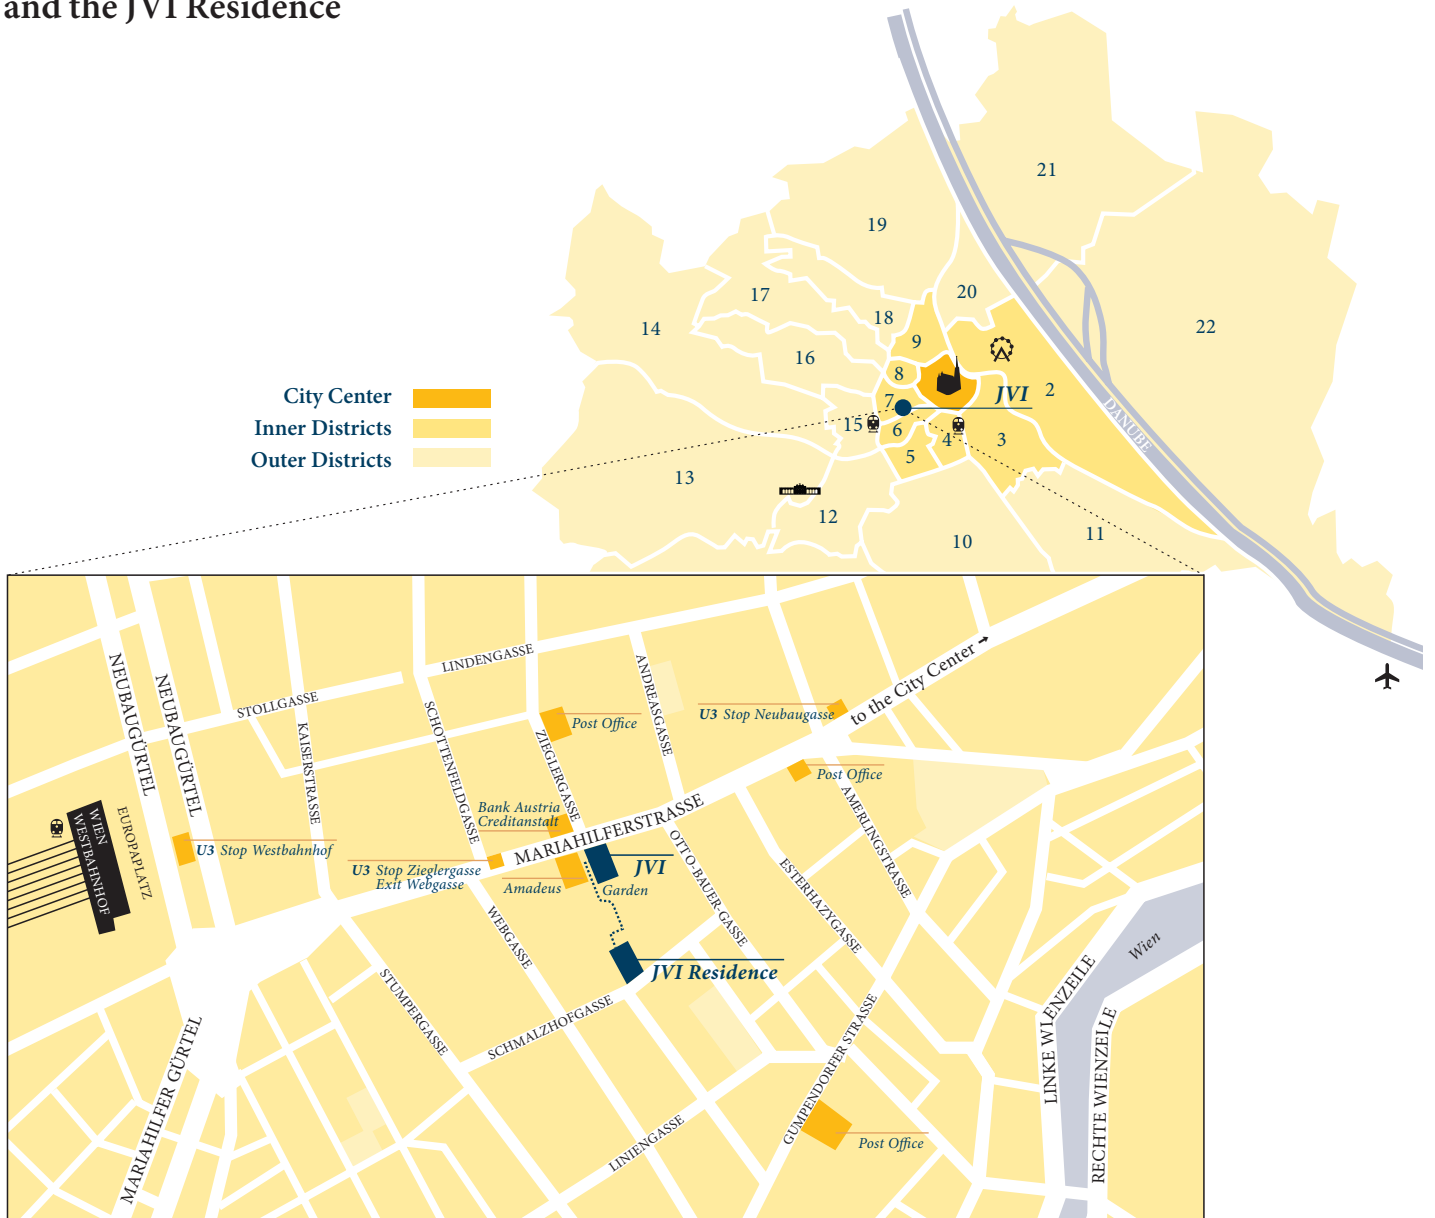 and the JVI Residence
21
19
20
17
18
14
22
9
16
8
City Center
2
JVI
7
Inner Districts
DANUBE
15
6
4
3
Outer Districts
5
13
12
11
10
LINDENGASSE
NEUBAUGÜRTEL
NEUBAUGÜRTEL
STOLLGASSE
KAISERSTRASSE
SCHOTTENFELDGASSE
ZIEGLERGASSE
ANDREASGASSE
to the City Center
U3 Stop Neubaugasse
Post Office
Post Office
AMERLINGSTRASSE
Bank Austria
Creditanstalt
MARIAHILFERSTRASSE
WIEN
WESTBAHNHOF
EUROPAPLATZ
U3 Stop Westbahnhof
U3 Stop Zieglergasse
Exit Webgasse
Amadeus
JVI
Garden
OTTO-BAUER-GASSE
ESTERHAZYGASSE
WEBGASSE
JVI Residence
STUMPERGASSE
SCHMALZHOFGASSE
Wien
LINKE WIENZEILE
RECHTE WIENZEILE
GUMPENDORFER STRASSE
MARIAHILFER GÜRTEL
LINIENGASSE
Post Office